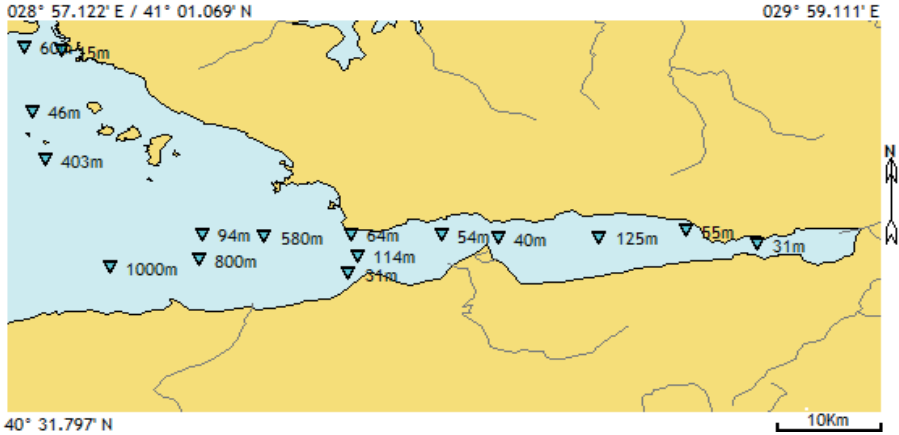 028° 57.122' E / 41° 01.069' N
029° 59.111' E
60m
15m
46m
403m
N
94m
580m
64m
54m
40m
125m
55m
31m
1000m
800m
114m
31m
40° 31.797' N
10Km